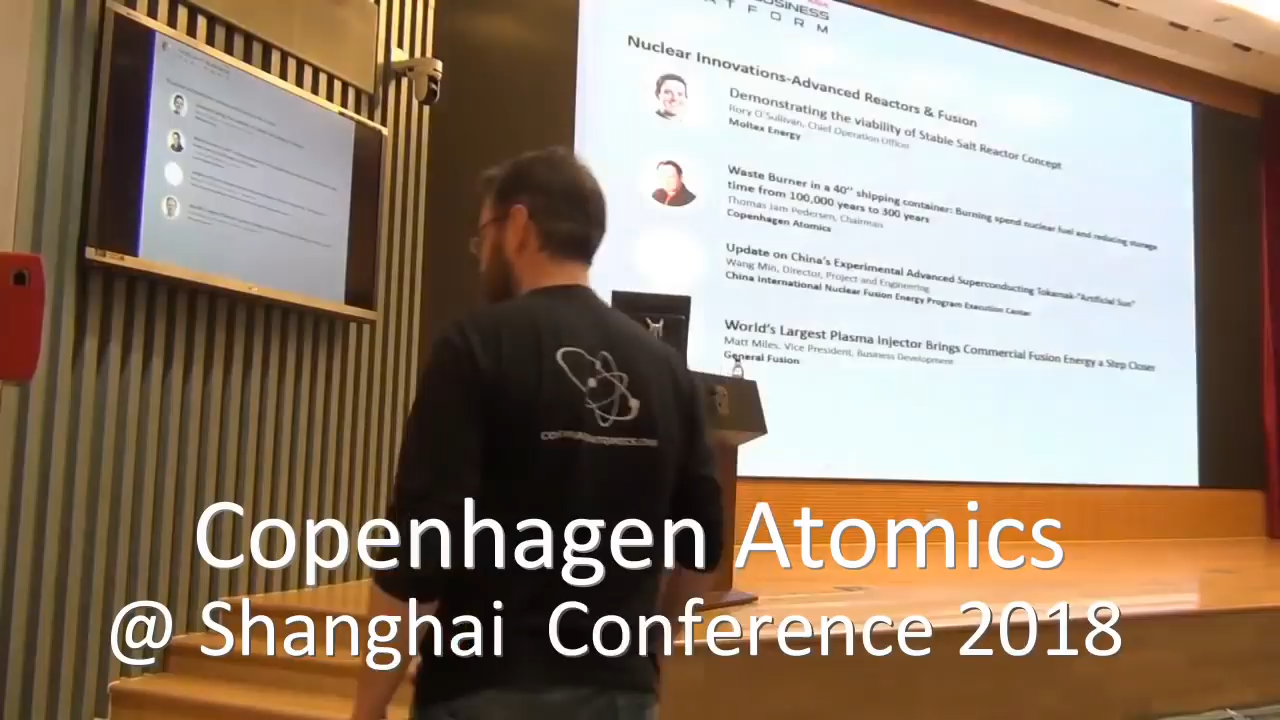 BUSINESS
PLATFORM
Nuclear Innovations-Advanced Reactors & Fusion
Demonstrating the viability of Stable Salt Reactor Concept
Rory O'Sullivan, Chief Operation Officer
Moltex Energy
Waste Burner in a 40'' shipping container: Burning spend nuclear fuel and reducing storage
time from 100,000 years to 300 years
Thomas Jam Pedersen, Chairman
Copenhagen Atomics
Update on China's Experimental Advanced Superconducting Tokamak-"Artificial Sun"
Wang Min, Director, Project and Engineering
China International Nuclear Fusion Energy Program Execution Center
World's Largest Plasma Injector Brings Commercial Fusion Energy a Step Closer
Matt Miles, Vice President, Business Development
General Fusion
Copenhagen Atomics
@ Shanghai Conference 2018